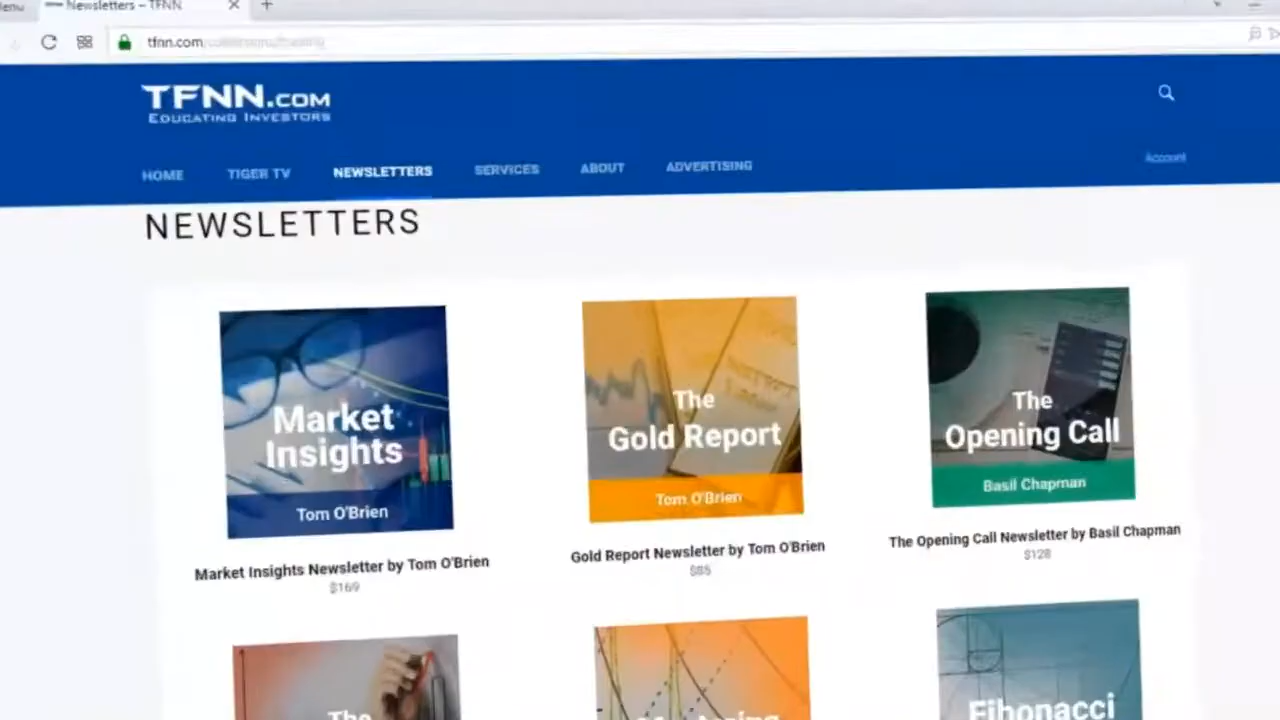 Newsletters – TFNN
tfnn.com
TFNN.COM
EDUCATING INVESTORS
Account
HOME TIGER TV NEWSLETTERS SERVICES ABOUT ADVERTISING
NEWSLETTERS
Market
Insights
Tom O'Brien
Market Insights Newsletter by Tom O'Brien
$169
The
Gold Report
Tom O'Brien
Gold Report Newsletter by Tom O'Brien
The
Opening Call
Basil Chapman
The Opening Call Newsletter by Basil Chapman
$128
The
Fibonacci